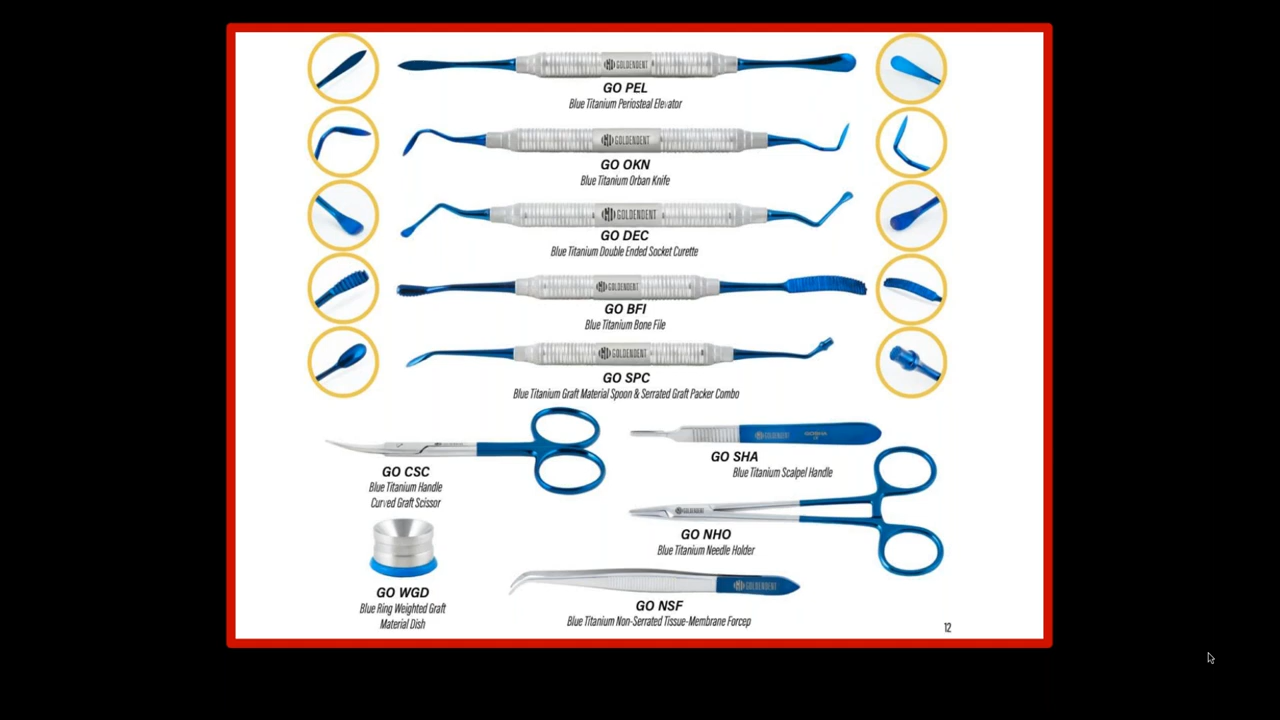 GOLDENDENT
GO PEL
Blue Titanium Periosteal Elevator
GOLDENDENT
GO OKN
Blue Titanium Orban Knife
GOLDENDENT
GO DEC
Blue Titanium Double Ended Socket Curette
GOLDENDENT
GO BFI
Blue Titanium Bone File
GOLDENDENT
GO SPC
Blue Titanium Graft Material Spoon & Serrated Graft Packer Combo
GOLDENDENT
GO SHA
Blue Titanium Scalpel Handle
GO CSC
Blue Titanium Handle
Curved Graft Scissor
GOLDENDENT
GO NHO
Blue Titanium Needle Holder
GO WGD
Blue Ring Weighted Graft
Material Dish
GOLDENDENT
GO NSF
Blue Titanium Non-Serrated Tissue-Membrane Forcep
12